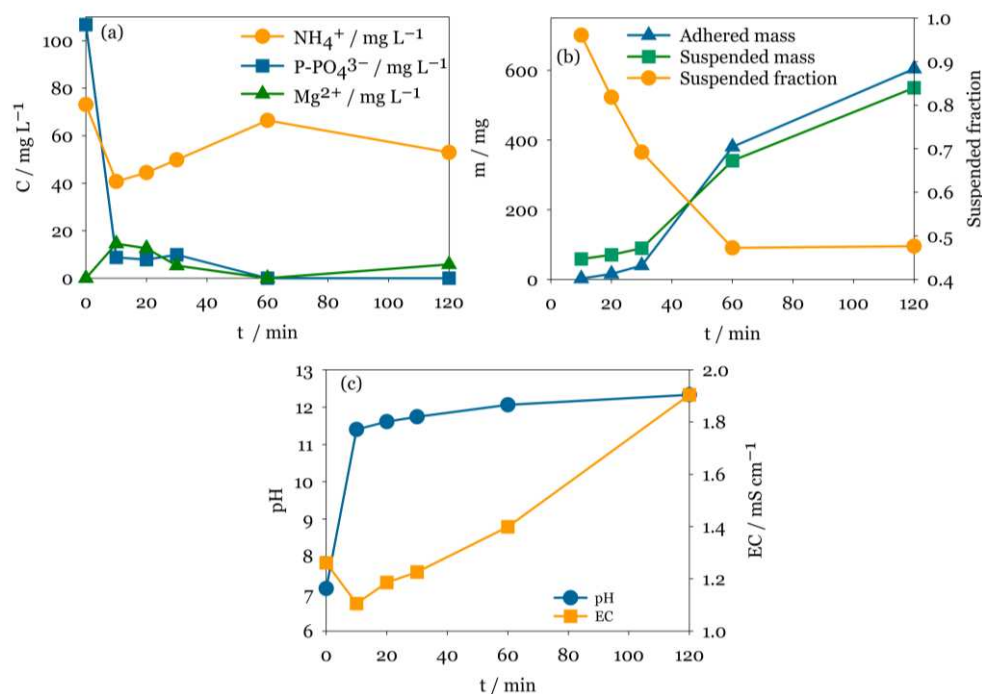 (a)
NH₄⁺ / mg L⁻¹
P-PO₄³⁻ / mg L⁻¹
Mg²⁺ / mg L⁻¹
C / mg L⁻¹
100
80
60
40
20
0
0 20 40 60 80 100 120
t / min
(b)
Adhered mass
Suspended mass
Suspended fraction
m / mg
600
400
200
0
1.0
0.9
0.8
0.7
0.6
0.5
0.4
Suspended fraction
0 20 40 60 80 100 120
t / min
(c)
pH
13
12
11
10
9
8
7
6
2.0
1.8
1.6
1.4
1.2
1.0
EC / mS cm⁻¹
pH
EC
0 20 40 60 80 100 120
t / min